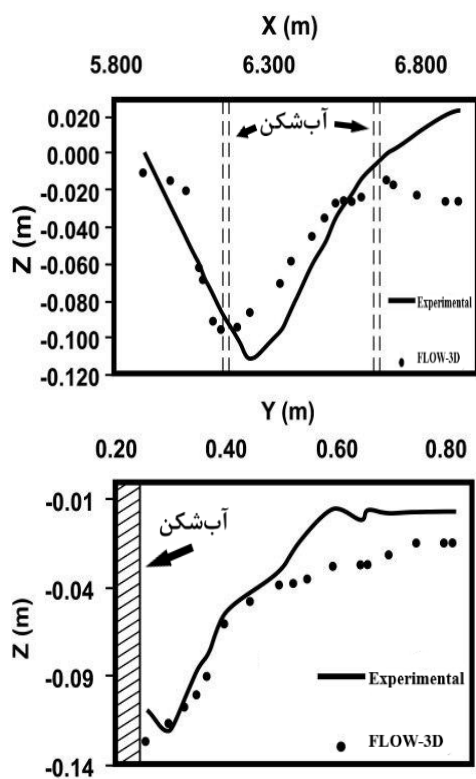 X (m)
5.800 6.300 6.800
0.020
0.000
-0.020
-0.040
-0.060
-0.080
-0.100
-0.120
Z (m)
آب‌شکن
Experimental
FLOW-3D
Y (m)
0.20 0.40 0.60 0.80
-0.01
-0.04
-0.09
-0.14
Z (m)
آب‌شکن
Experimental
FLOW-3D